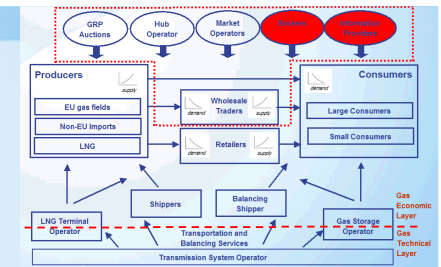 GRP
Auctions
Hub
Operator
Market
Operators
Information
Providers
Producers
supply
EU gas fields
Non-EU Imports
LNG
demand
Wholesale
Traders
supply
demand
Retailers
supply
Consumers
demand
Large Consumers
Small Consumers
LNG Terminal
Operator
Shippers
Balancing
Shipper
Gas Storage
Operator
Gas
Economic
Layer
Gas
Technical
Layer
Transportation and
Balancing Services
Transmission System Operator